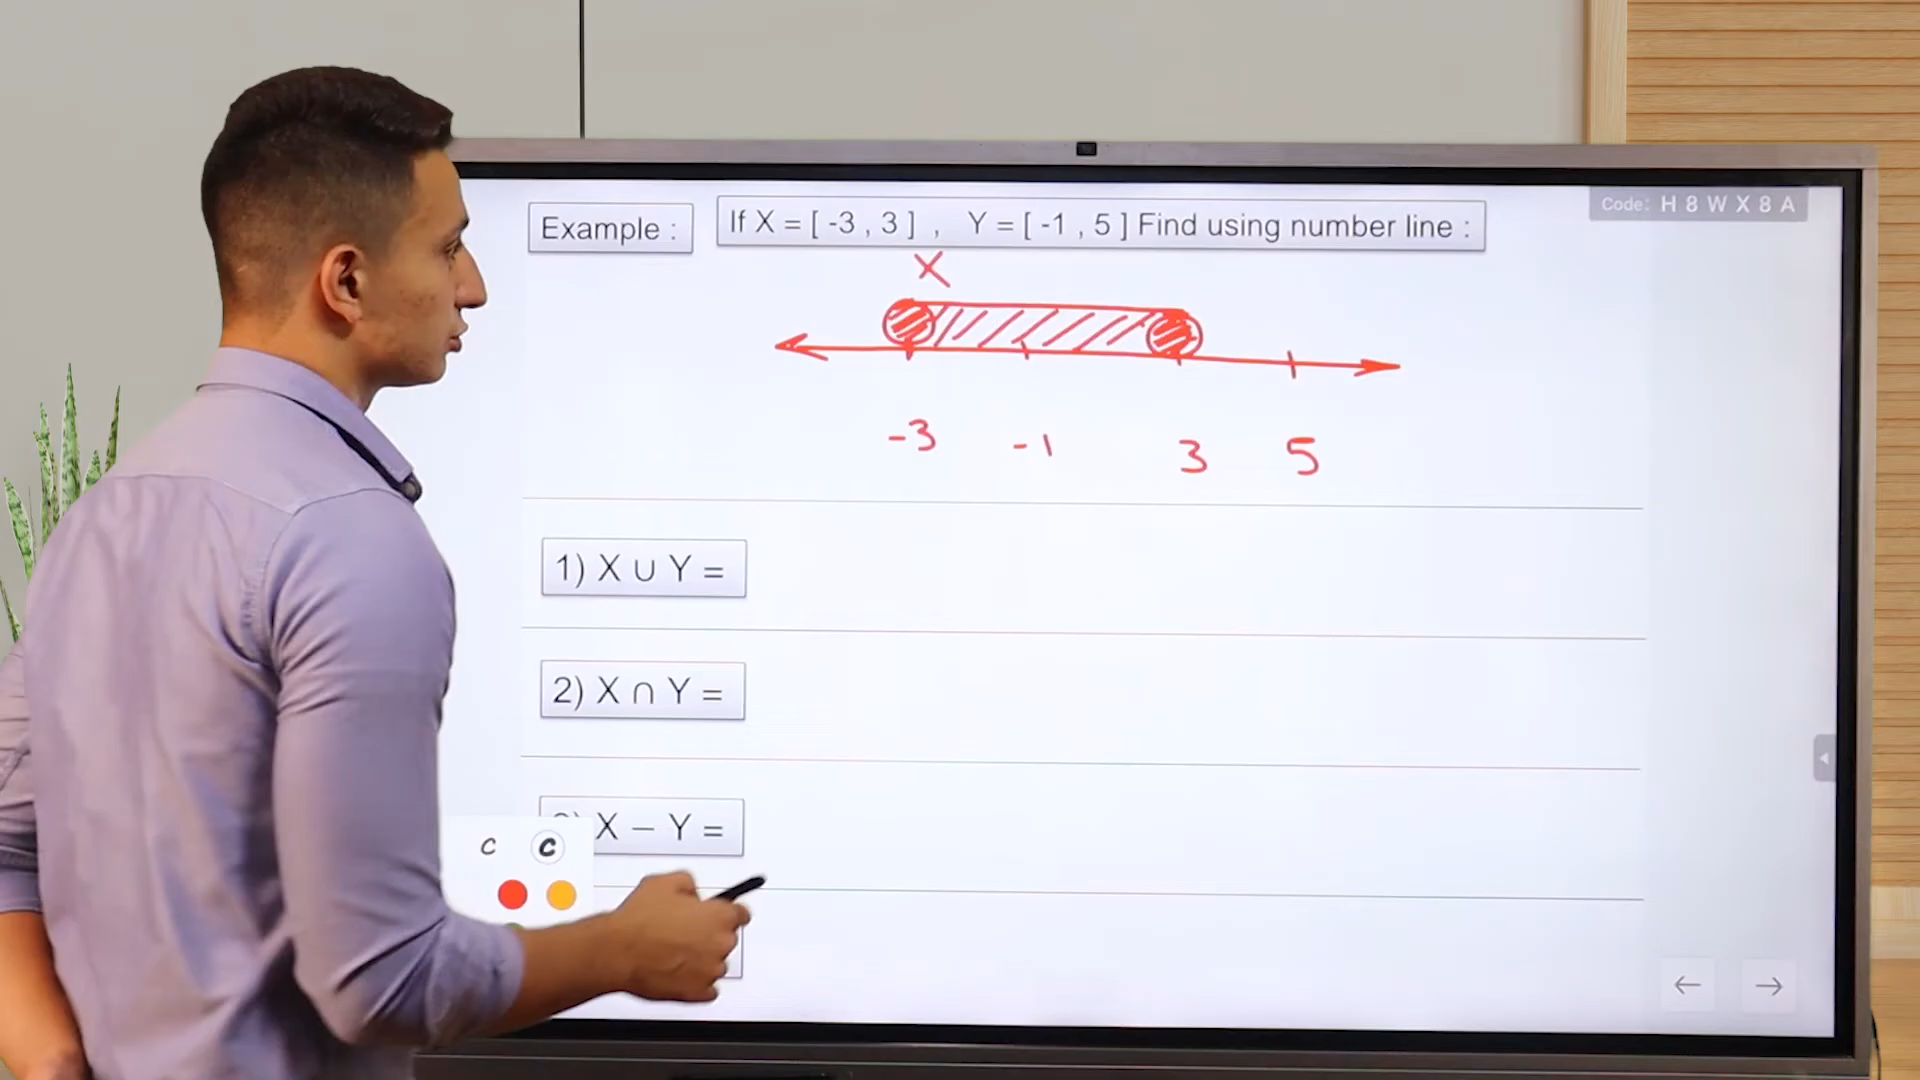 Code: H 8 W X 8 A
Example :
If X = [ -3 , 3 ] , Y = [ -1 , 5 ] Find using number line :
X
-3 -1 3 5
1) X ∪ Y =
2) X ∩ Y =
X − Y =
C C